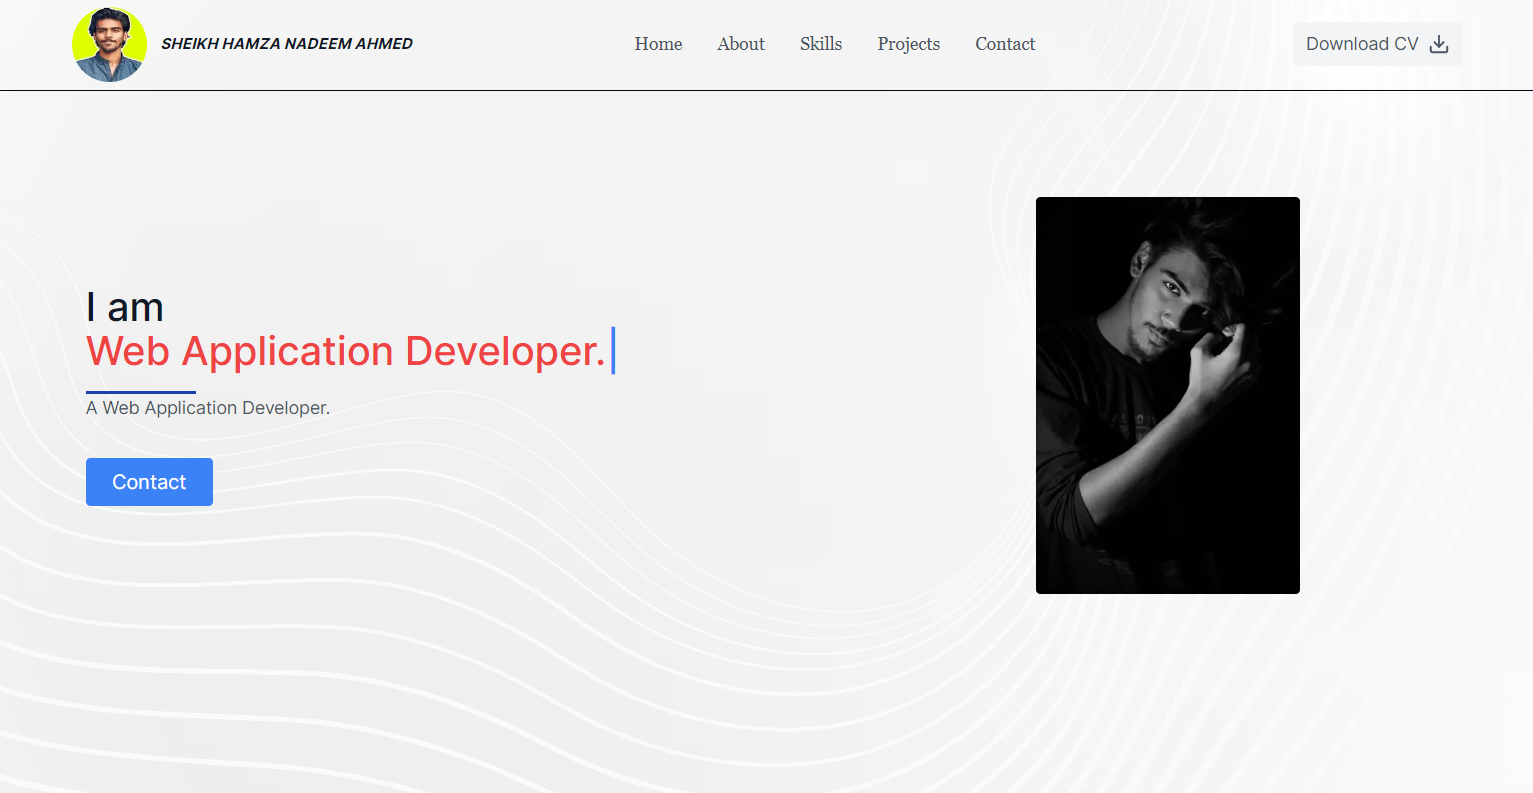 SHEIKH HAMZA NADEEM AHMED
Home About Skills Projects Contact
Download CV
I am
Web Application Developer.
A Web Application Developer.
Contact